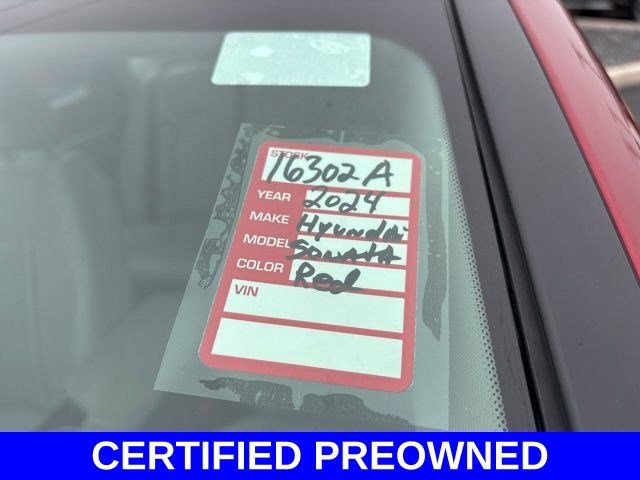 STOCK 16302A
YEAR 2024
MAKE Hyundai
MODEL SONATA
COLOR Red
VIN
CERTIFIED PREOWNED